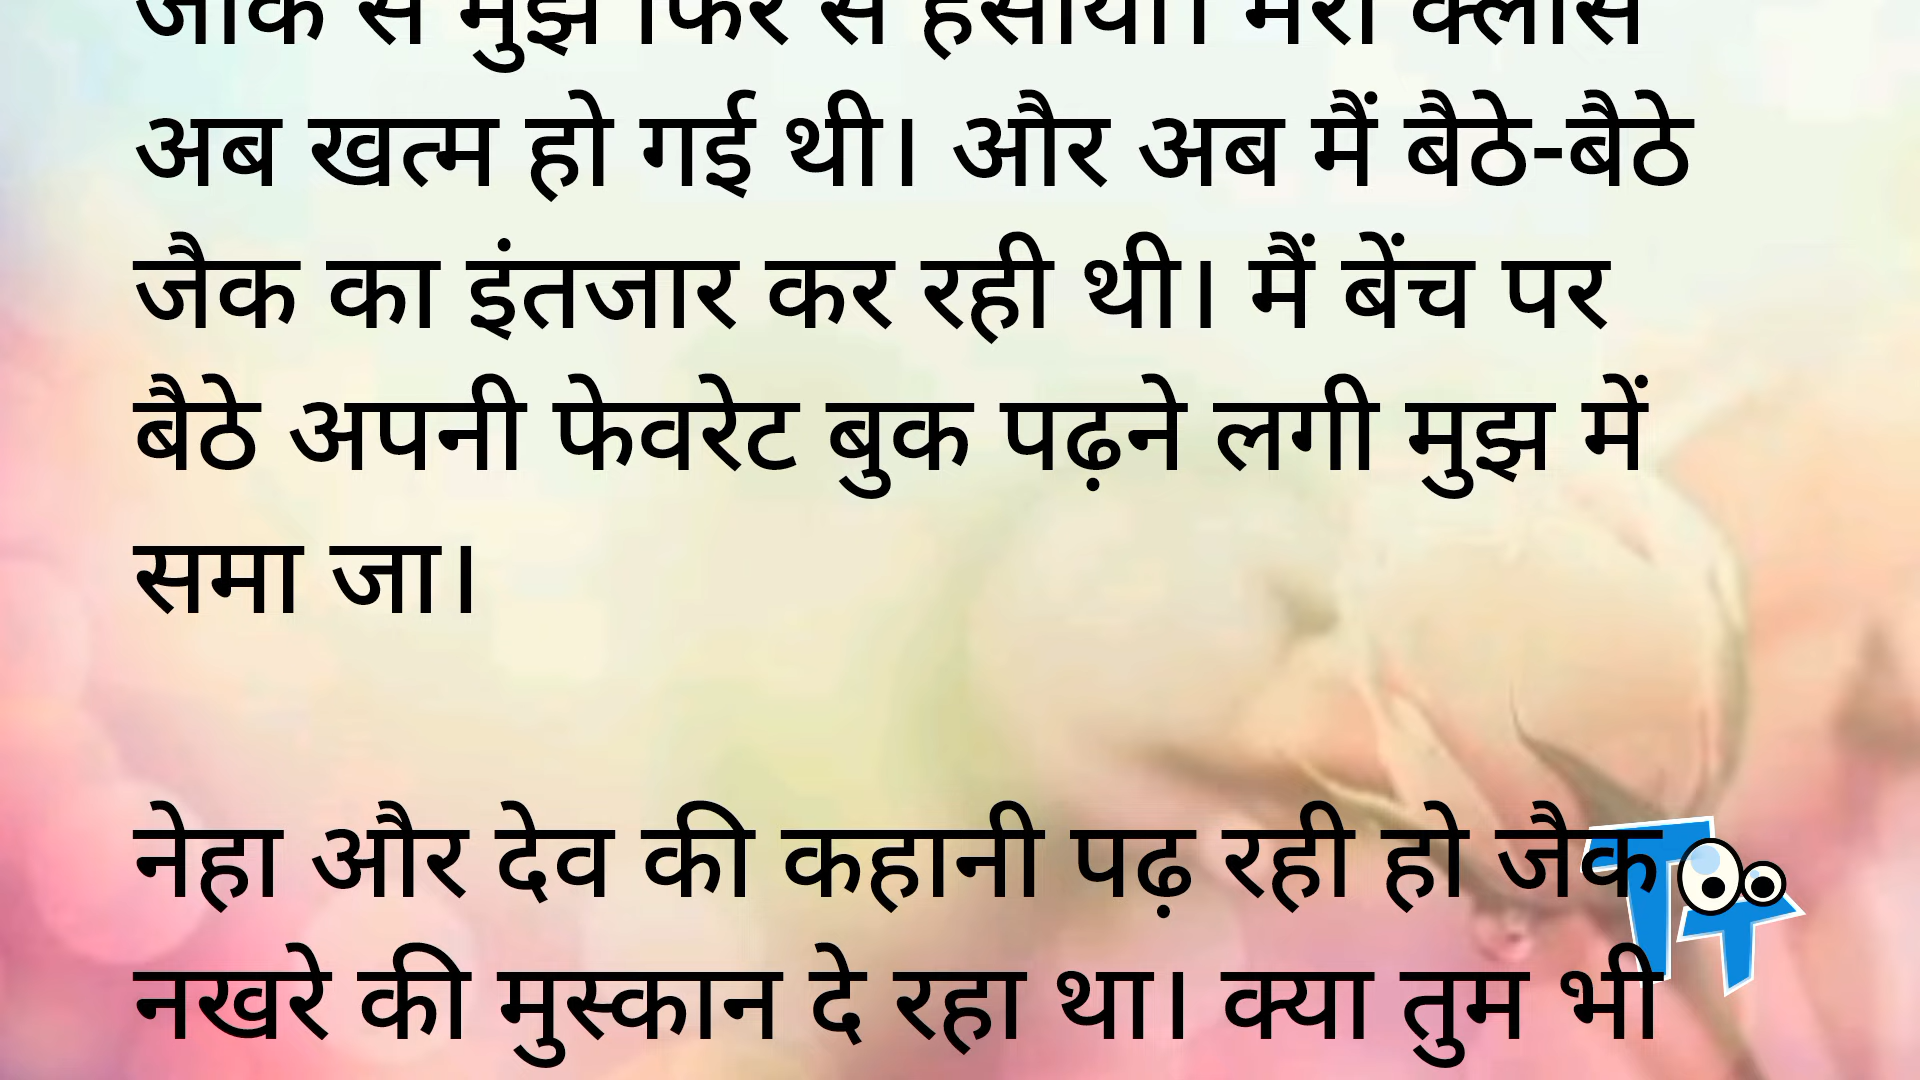 जोक से मुझे फिर से हंसाया। मेरी क्लास
अब खत्म हो गई थी। और अब मैं बैठे-बैठे
जैक का इंतजार कर रही थी। मैं बेंच पर
बैठे अपनी फेवरेट बुक पढ़ने लगी मुझ में
समा जा।
नेहा और देव की कहानी पढ़ रही हो जैक
नखरे की मुस्कान दे रहा था। क्या तुम भी